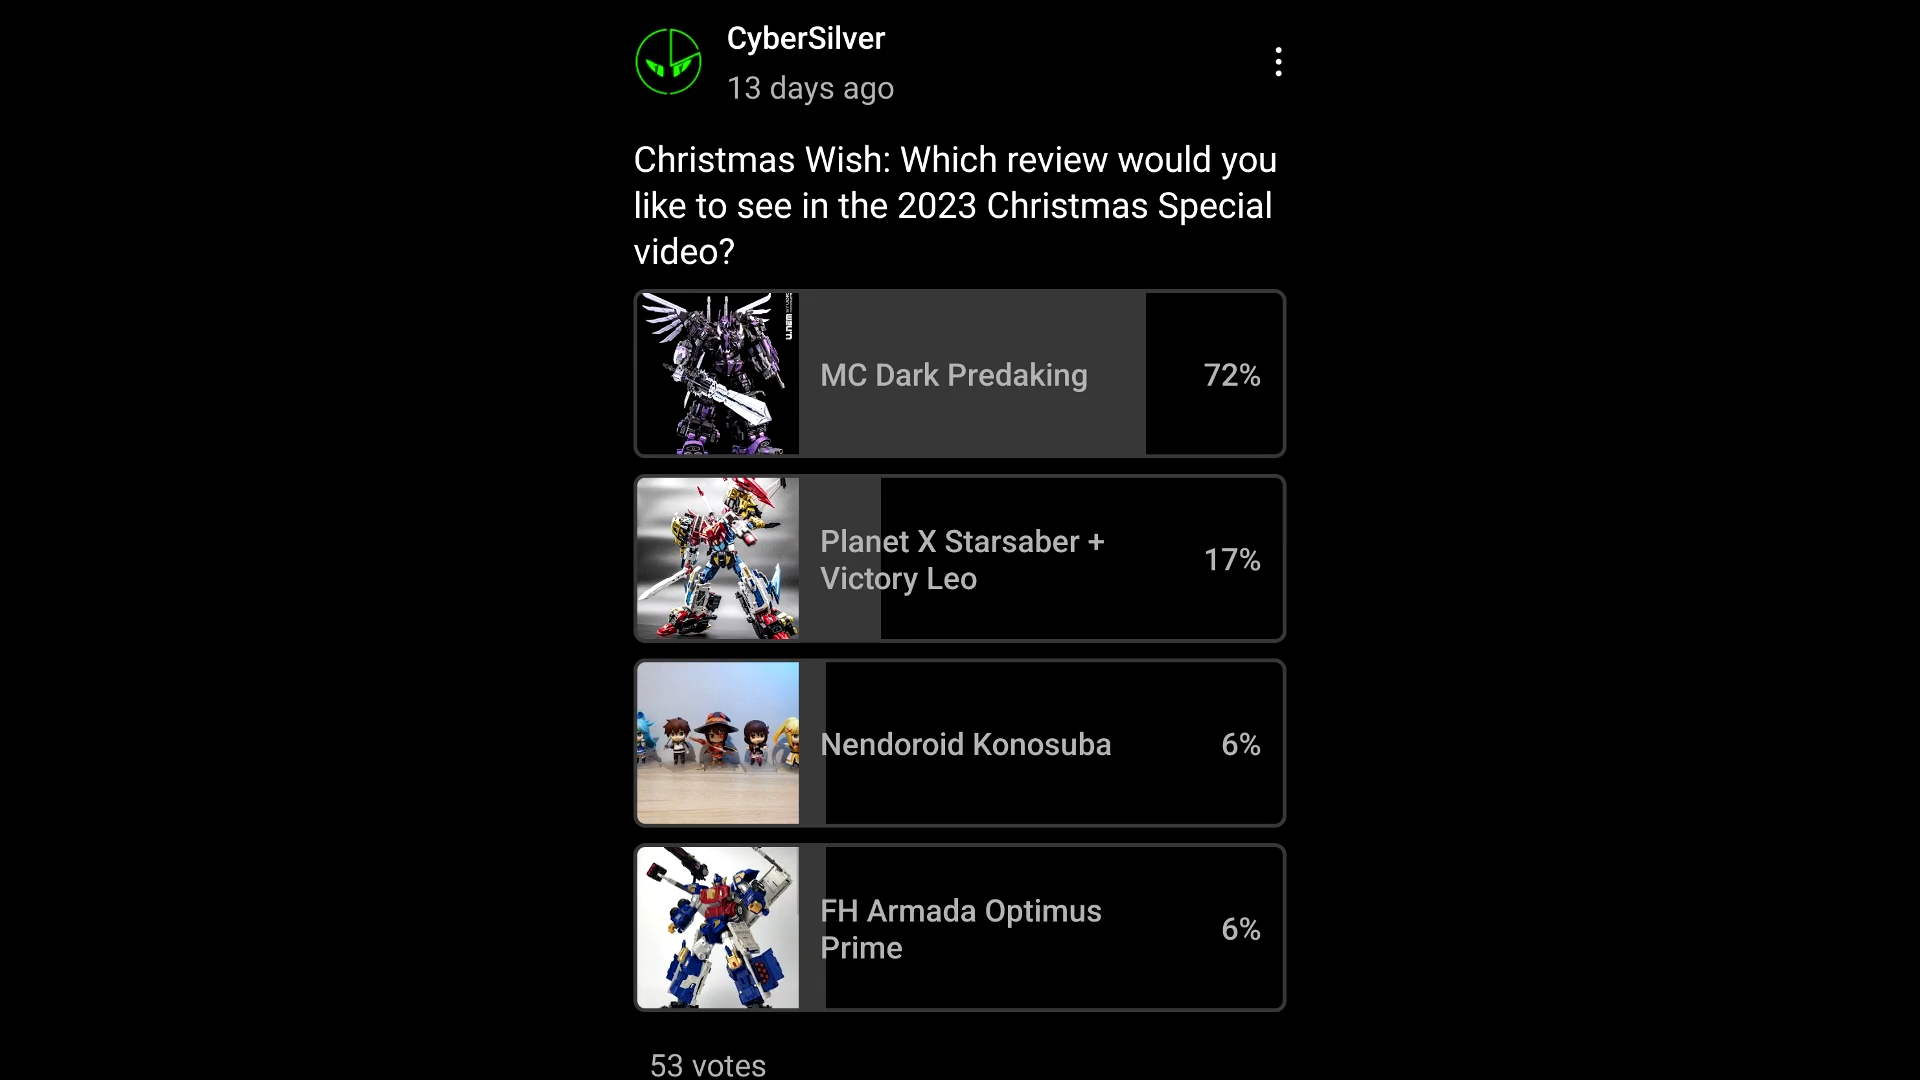 CyberSilver
13 days ago
Christmas Wish: Which review would you
like to see in the 2023 Christmas Special
video?
MC Dark Predaking
72%
Planet X Starsaber +
Victory Leo
17%
Nendoroid Konosuba
6%
FH Armada Optimus
Prime
6%
53 votes